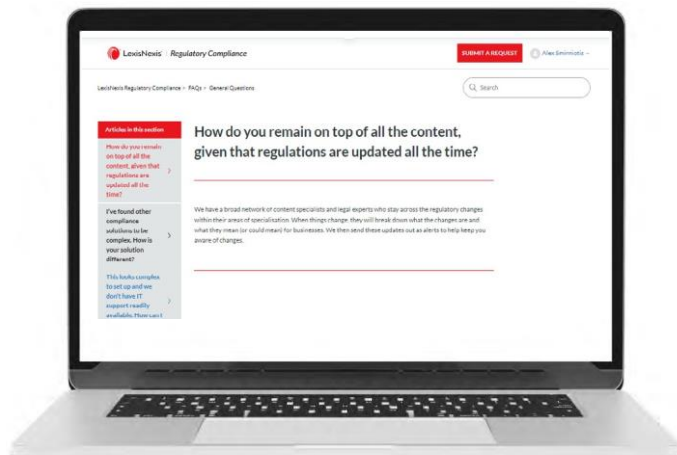 LexisNexis Regulatory Compliance
SUBMIT A REQUEST
Alex Smirniotis
LexisNexis Regulatory Compliance > FAQs > General Questions
Search
Articles in this section
How do you remain
on top of all the
content, given that
regulations are
updated all the
time?
I've found other
compliance
solutions to be
complex. How is
your solution
different?
This looks complex
to set up and we
don't have IT
support readily
available. How can I
How do you remain on top of all the content,
given that regulations are updated all the time?
We have a broad network of content specialists and legal experts who stay across the regulatory changes
within their areas of specialisation. When things change, they will break down what the changes are and
what they mean (or could mean) for businesses. We then send these updates out as alerts to help keep you
aware of changes.